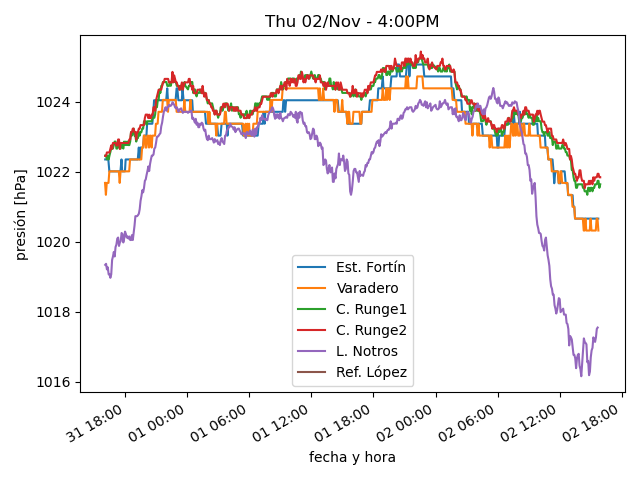 Thu 02/Nov - 4:00PM
presión [hPa]
1024
1022
1020
1018
1016
Est. Fortín
Varadero
C. Runge1
C. Runge2
L. Notros
Ref. López
31 18:00
01 00:00
01 06:00
01 12:00
01 18:00
02 00:00
02 06:00
02 12:00
02 18:00
fecha y hora